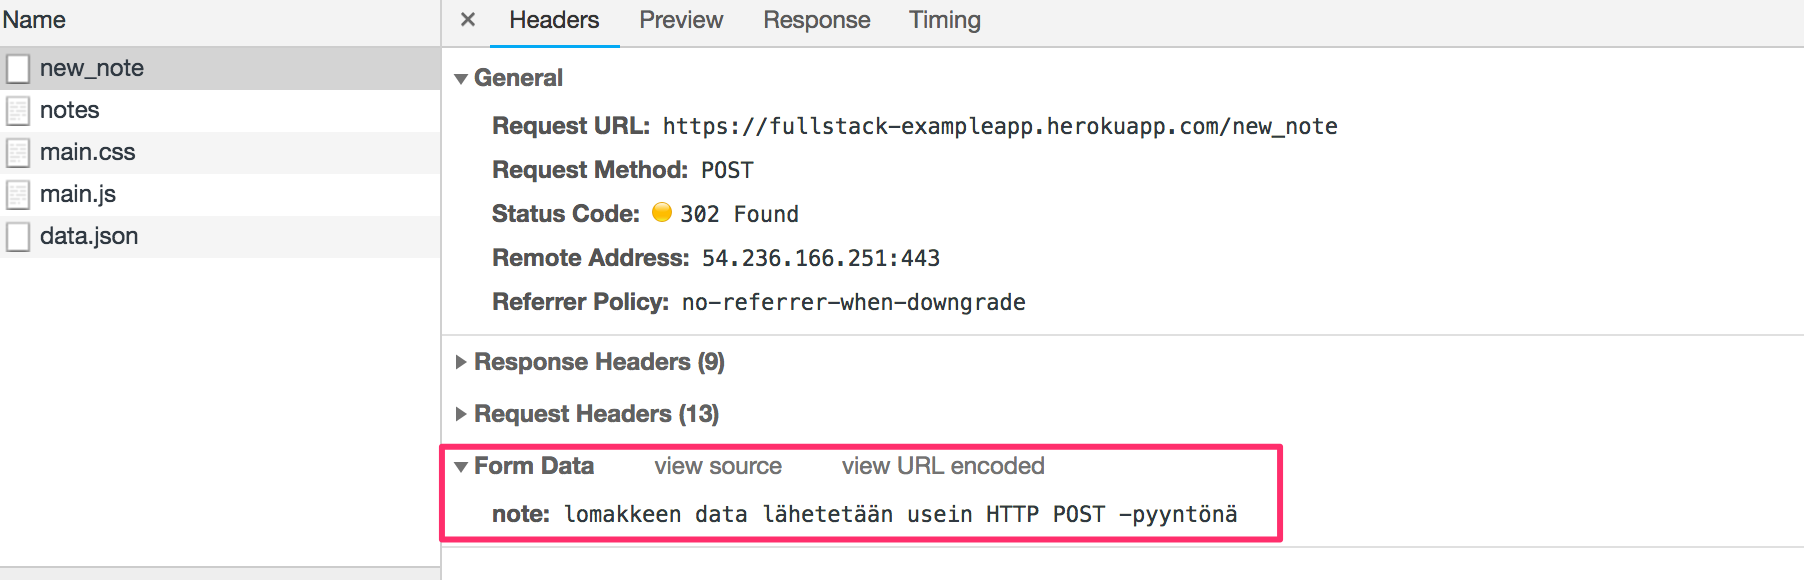 Name
new_note
notes
main.css
main.js
data.json
× Headers Preview Response Timing
General
Request URL: https://fullstack-exampleapp.herokuapp.com/new_note
Request Method: POST
Status Code: 302 Found
Remote Address: 54.236.166.251:443
Referrer Policy: no-referrer-when-downgrade
Response Headers (9)
Request Headers (13)
Form Data view source view URL encoded
note: lomakkeen data lähetetään usein HTTP POST -pyyntönä